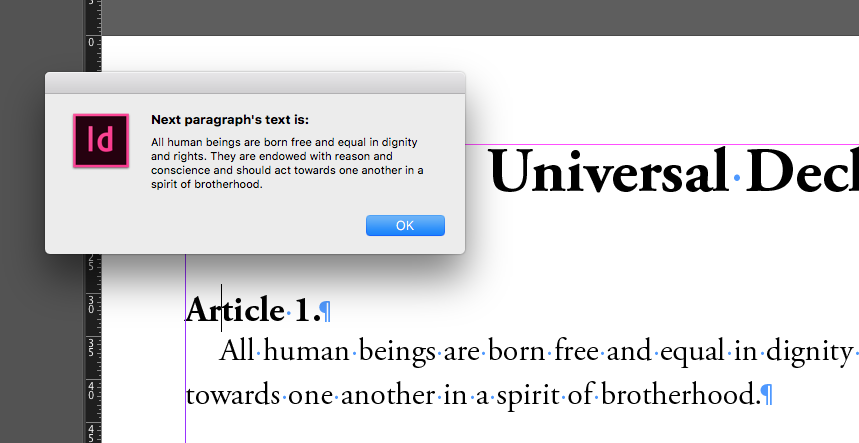 0
Next paragraph's text is:
All human beings are born free and equal in dignity
and rights. They are endowed with reason and
conscience and should act towards one another in a
spirit of brotherhood.
Id
OK
Universal·Decl
25
30
35
40
45
Article·1.¶
All·human·beings·are·born·free·and·equal·in·dignity·
towards·one·another·in·a·spirit·of·brotherhood.¶